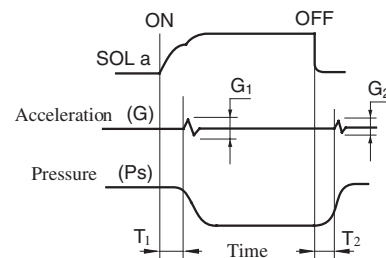 ON OFF
SOL a
G₁ G₂
Acceleration (G)
Pressure (Ps)
T₁ Time T₂